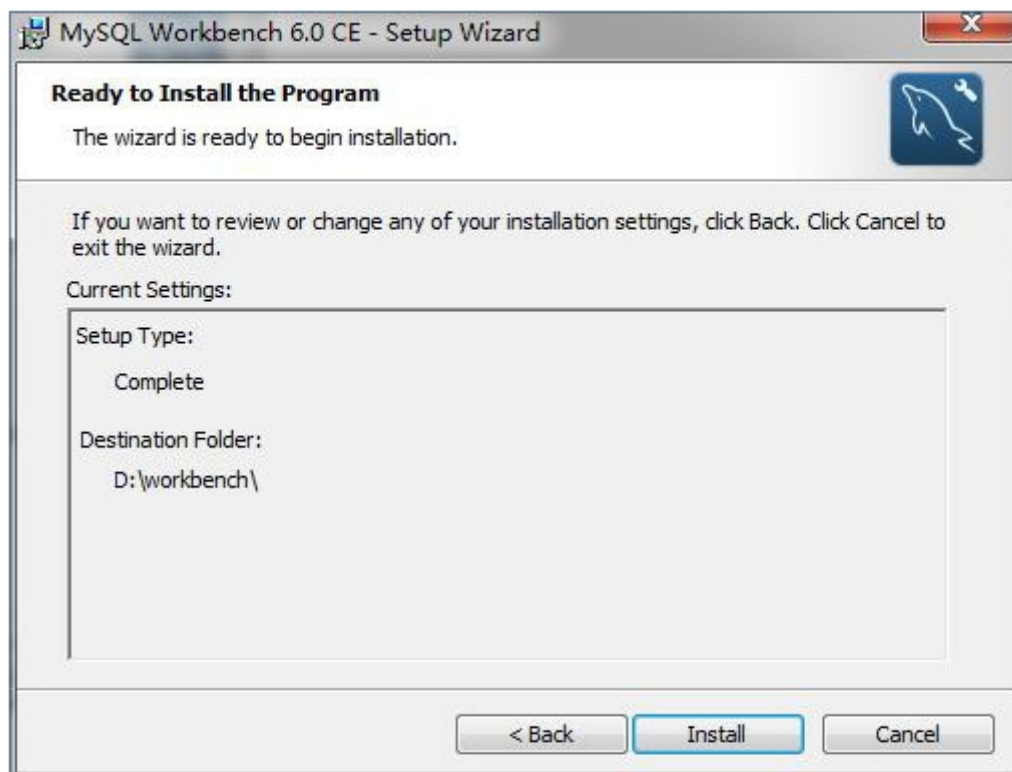 MySQL Workbench 6.0 CE - Setup Wizard
Ready to Install the Program
The wizard is ready to begin installation.
If you want to review or change any of your installation settings, click Back. Click Cancel to
exit the wizard.
Current Settings:
Setup Type:
Complete
Destination Folder:
D:\workbench\
< Back
Install
Cancel